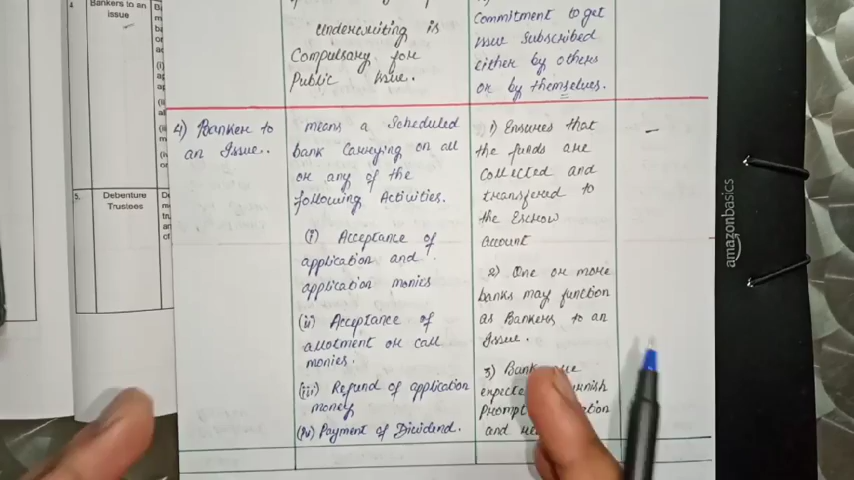 4
Bankers to an
issue
5.
Debenture
Trustees
underwriting is
Compulsory for
Public Issue.
Commitment to get
issue Subscribed
either by others
or by themselves.
4) Banker to
an Issue..
means a Scheduled
bank Carrying on all
or any of the
following Activities.
(i) Acceptance of
application and
application monies
(ii) Acceptance of
allotment or call
monies.
(iii) Refund of application
money
(iv) Payment of Dividend.
1) Ensures that
the funds are
collected and
transfered to
the Escrow
account
2) One or more
banks may function
as Bankers to an
Issue.
3)
and
amazonbasics